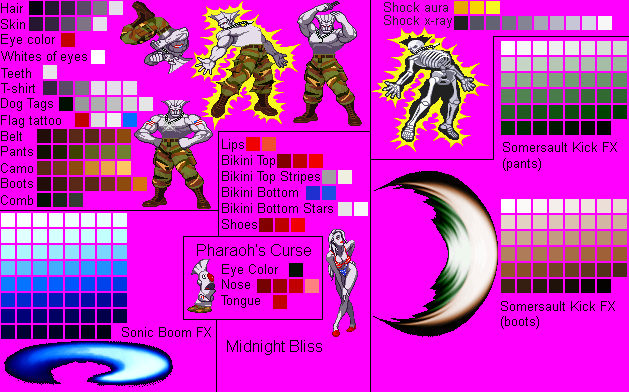 Hair
Skin
Eye color
Whites of eyes
Teeth
T-shirt
Dog Tags
Flag tattoo
Belt
Pants
Camo
Boots
Comb
Shock aura
Shock x-ray
Somersault Kick FX
(pants)
Lips
Bikini Top
Bikini Top Stripes
Bikini Bottom
Bikini Bottom Stars
Shoes
Pharaoh's Curse
Eye Color
Nose
Tongue
Midnight Bliss
Sonic Boom FX
Somersault Kick FX
(boots)